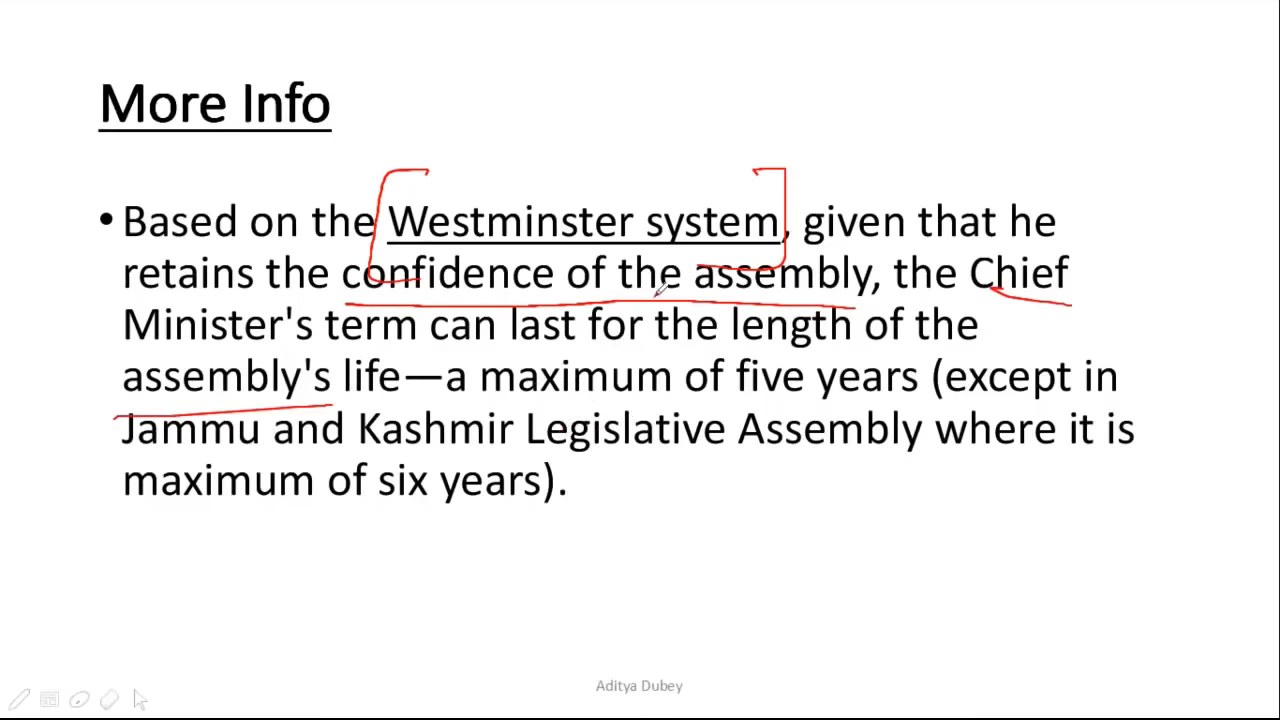 More Info
• Based on the Westminster system, given that he
retains the confidence of the assembly, the Chief
Minister's term can last for the length of the
assembly's life—a maximum of five years (except in
Jammu and Kashmir Legislative Assembly where it is
maximum of six years).
Aditya Dubey